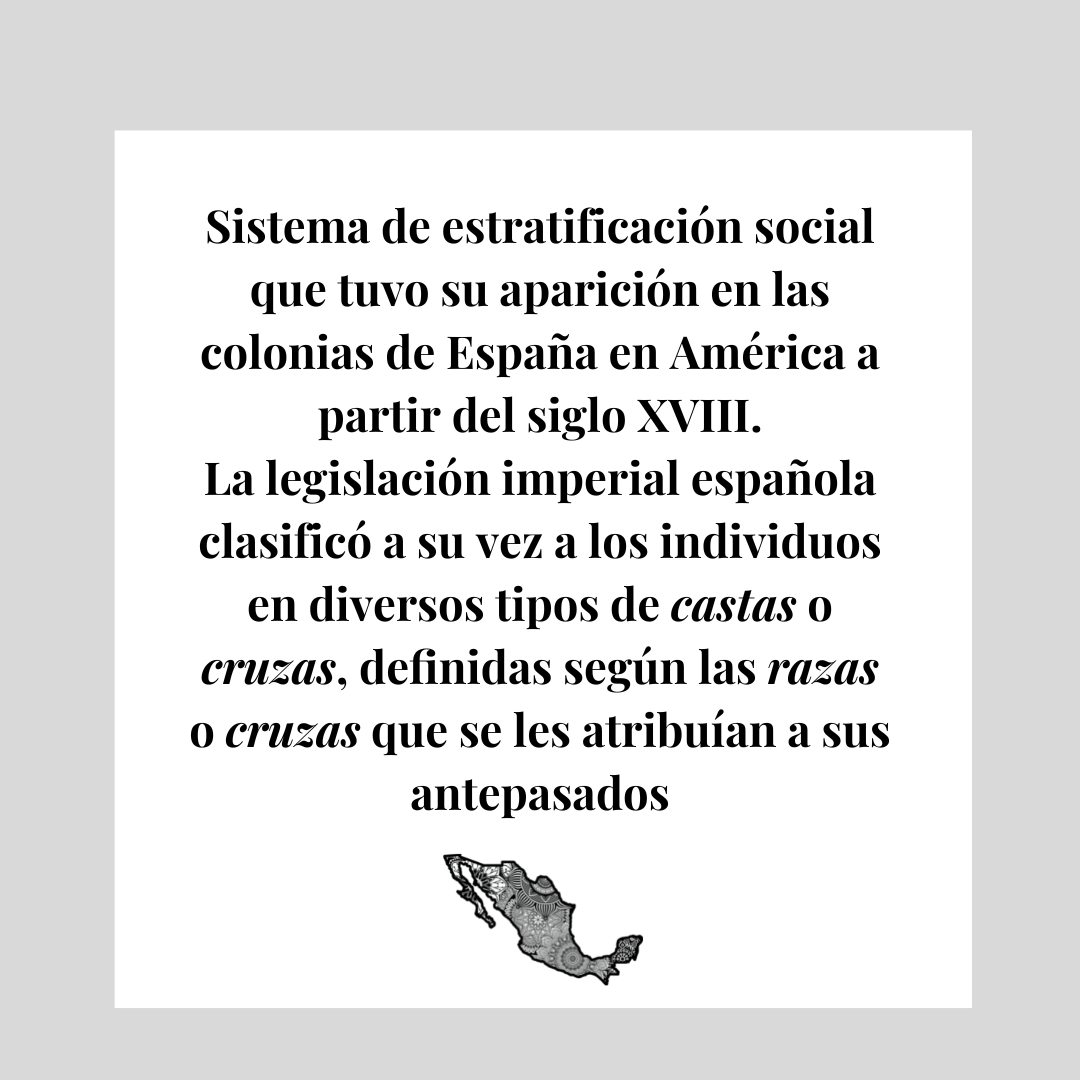 Sistema de estratificación social
que tuvo su aparición en las
colonias de España en América a
partir del siglo XVIII.
La legislación imperial española
clasificó a su vez a los individuos
en diversos tipos de castas o
cruzas, definidas según las razas
o cruzas que se les atribuían a sus
antepasados